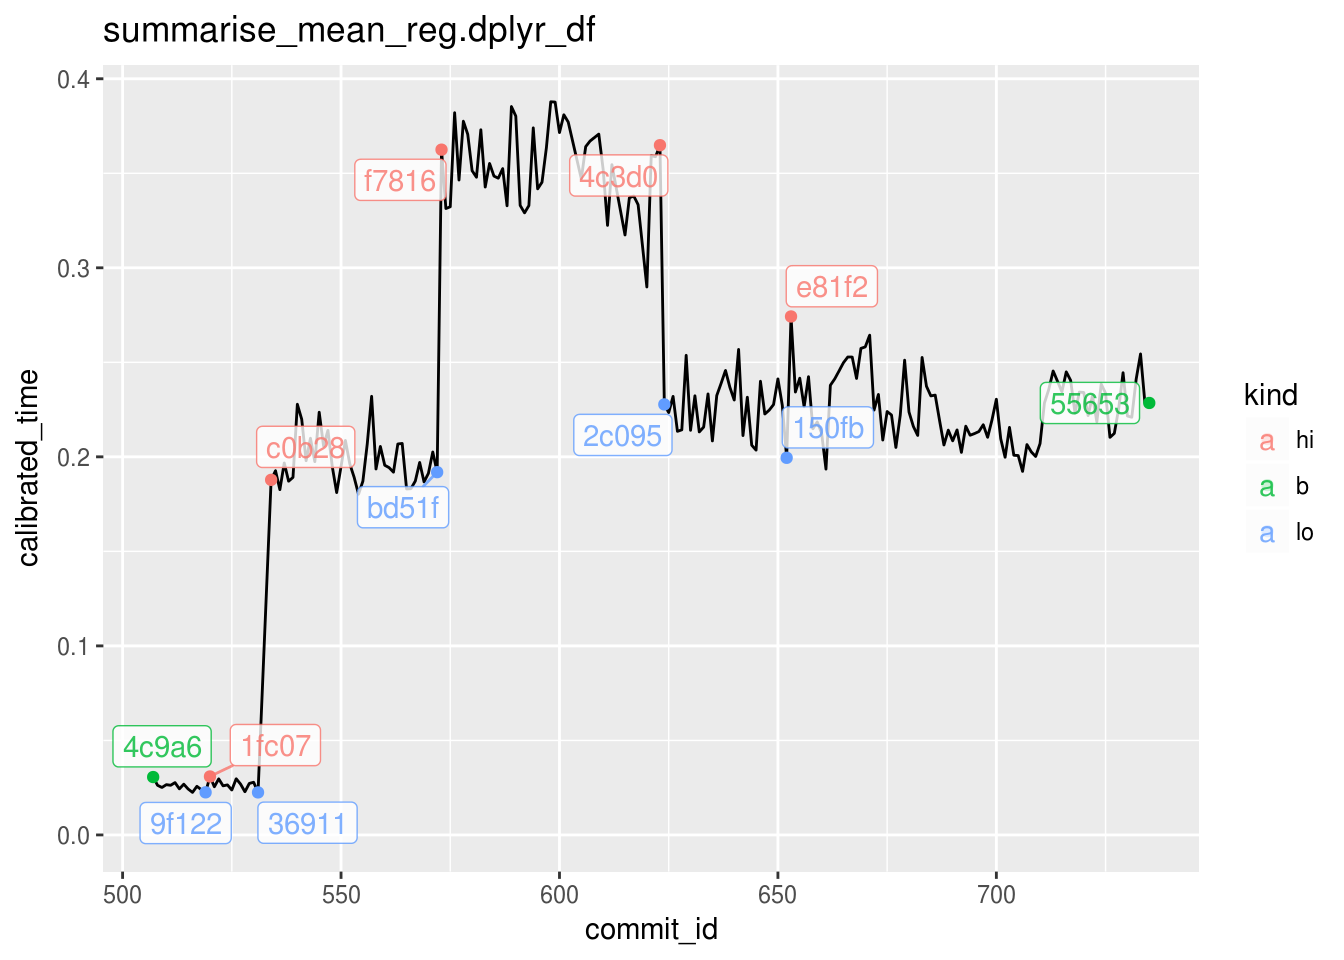 summarise_mean_reg.dplyr_df
0.4
0.3
0.2
0.1
0.0
calibrated_time
f7816
4c3d0
e81f2
c0b28
bd51f
2c095
150fb
55653
4c9a6
1fc07
9f122
36911
500
550
600
650
700
commit_id
kind
a hi
a b
a lo